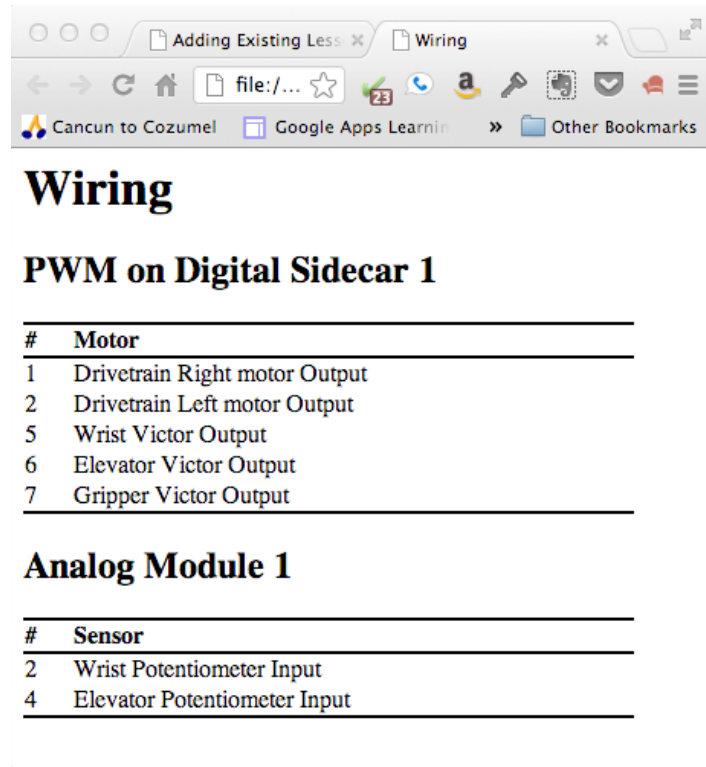 Adding Existing Less
Wiring
file:/...
23
Cancun to Cozumel
Google Apps Learnin
»
Other Bookmarks
Wiring
PWM on Digital Sidecar 1
# Motor
1 Drivetrain Right motor Output
2 Drivetrain Left motor Output
5 Wrist Victor Output
6 Elevator Victor Output
7 Gripper Victor Output
Analog Module 1
# Sensor
2 Wrist Potentiometer Input
4 Elevator Potentiometer Input